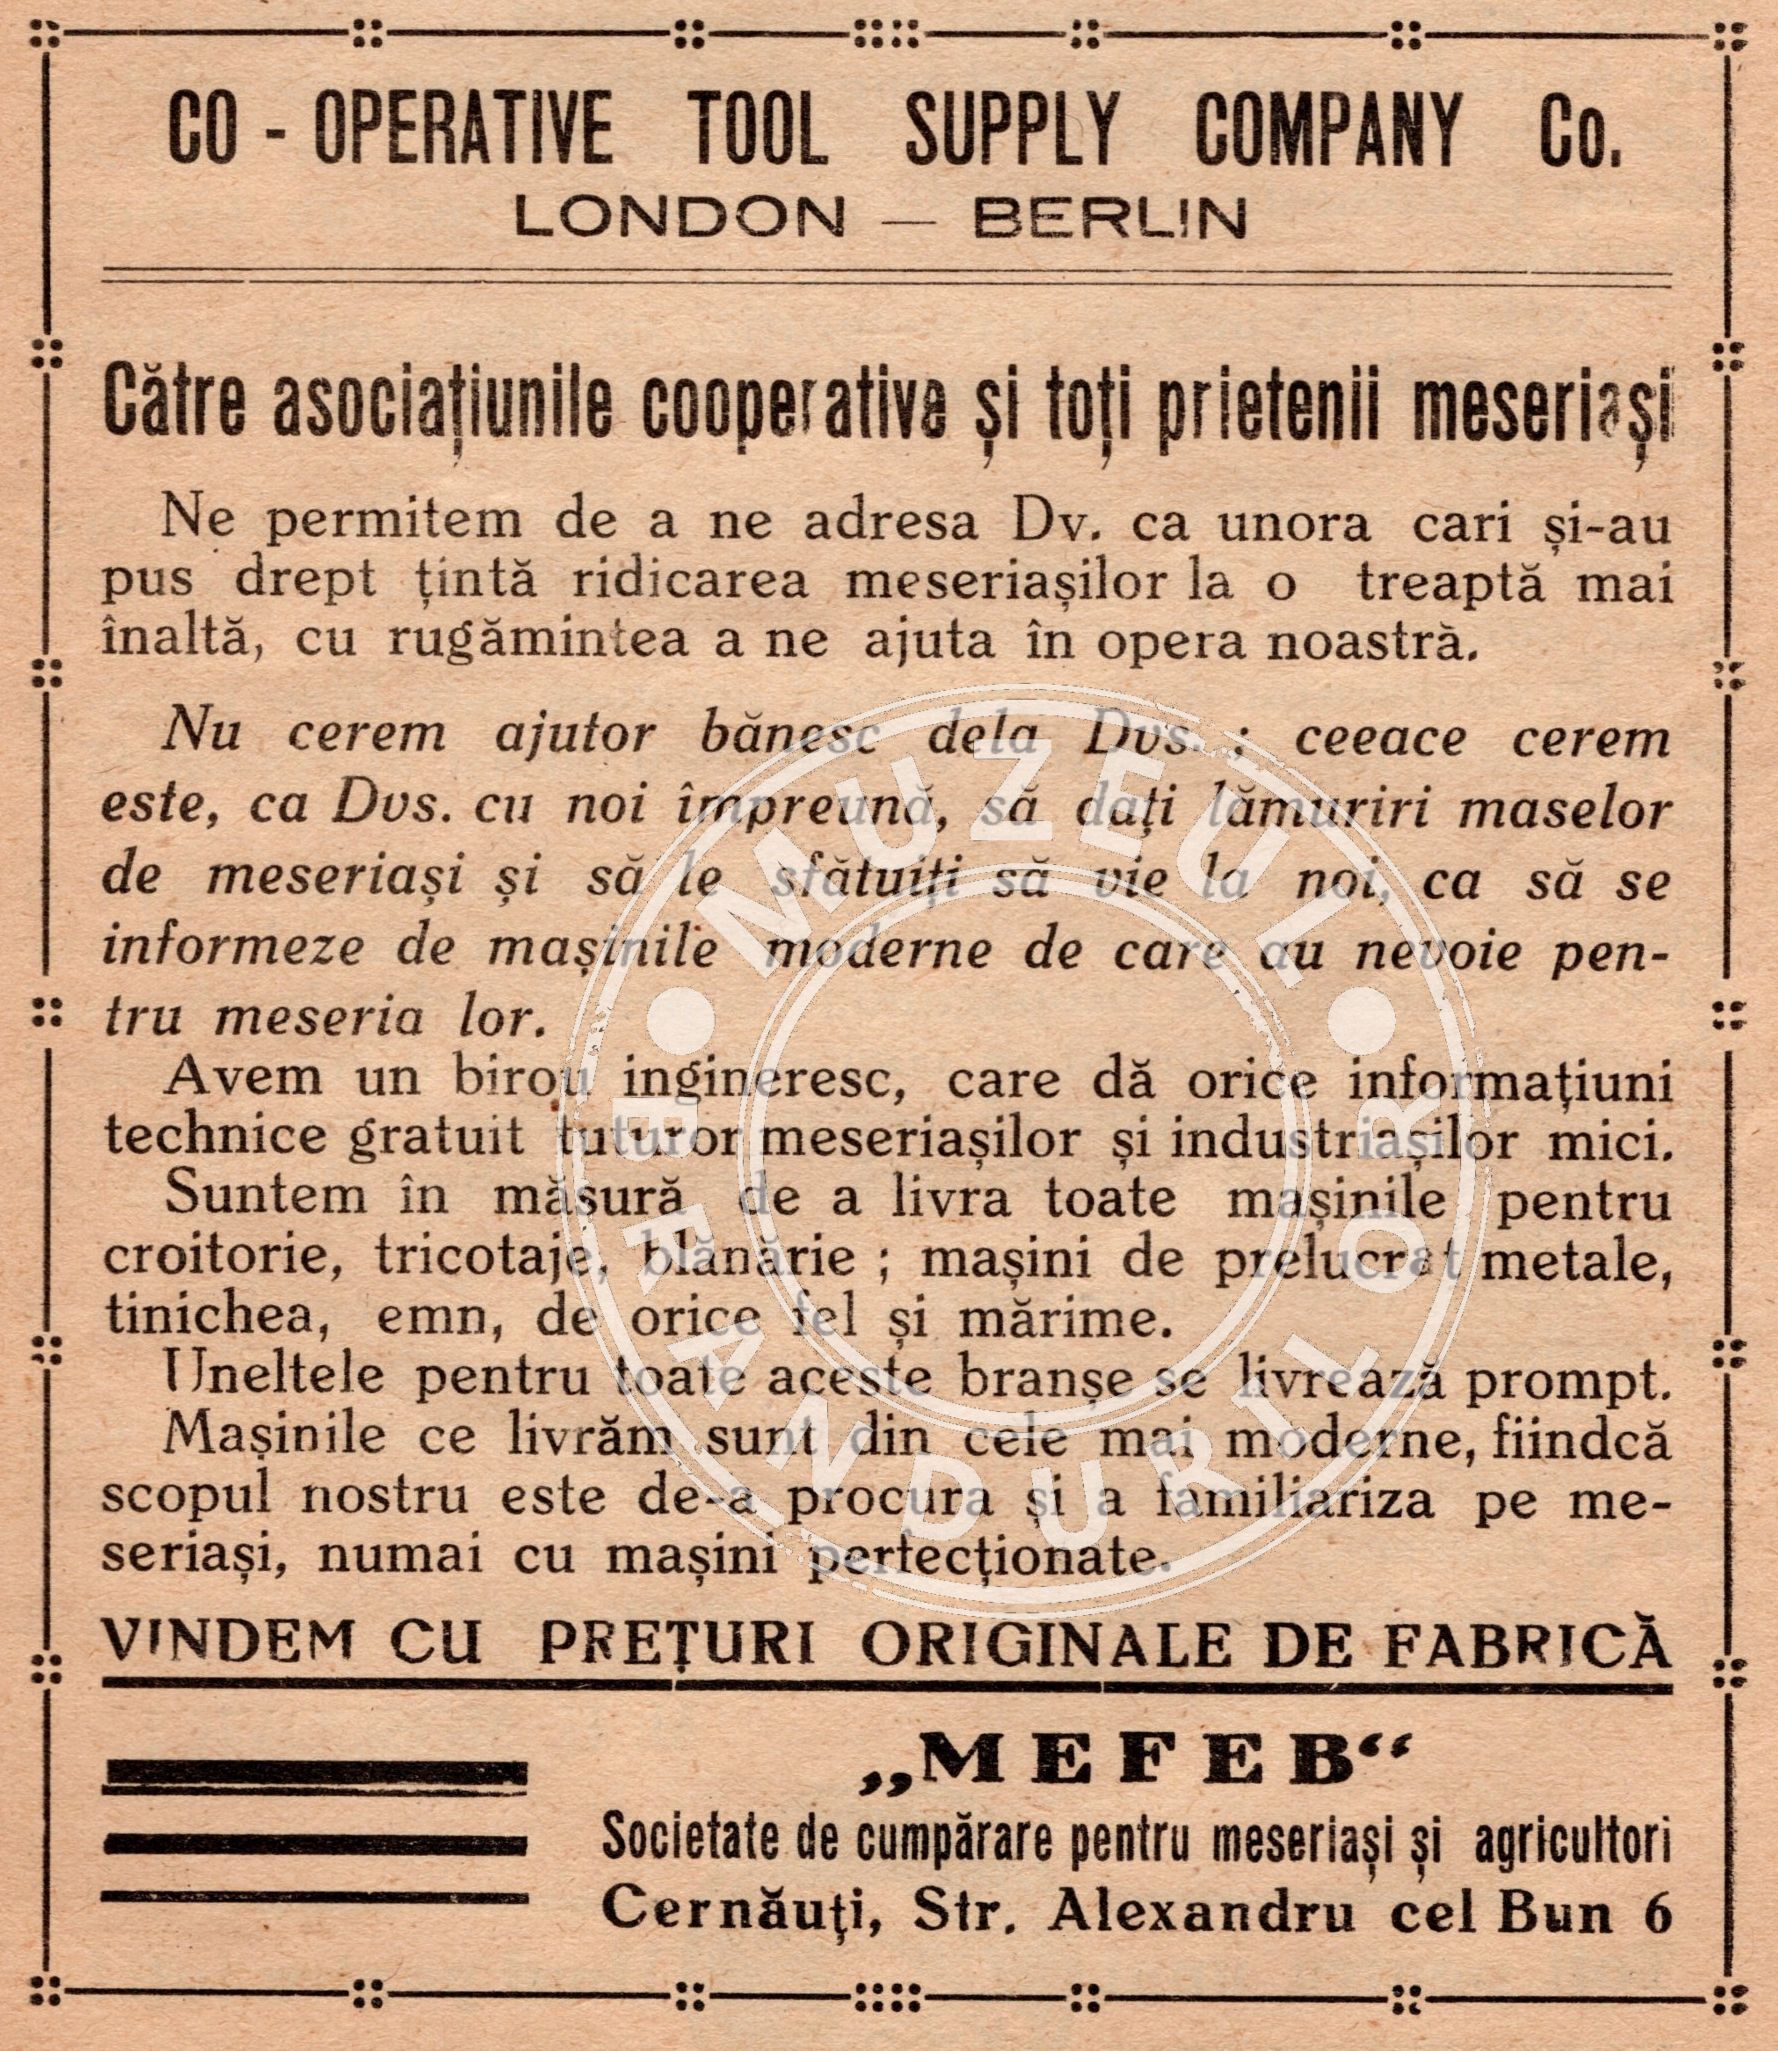 CO - OPERATIVE TOOL SUPPLY COMPANY Co.
LONDON — BERLIN
Către asociațiunile cooperative și toți prietenii meseriași
Ne permitem de a ne adresa Dv. ca unora cari și-au
pus drept țintă ridicarea meseriașilor la o treaptă mai
înaltă, cu rugămintea a ne ajuta în opera noastră.
Nu cerem ajutor bănesc dela Dvs. ; ceeace cerem
este, ca Dvs. cu noi împreună, să dați lămuriri maselor
de meseriași și să le sfătuiți să vie la noi, ca să se
informeze de mașinile moderne de care au nevoie pen-
tru meseria lor.
Avem un birou ingineresc, care dă orice informațiuni
technice gratuit tuturor meseriașilor și industriașilor mici.
Suntem în măsură de a livra toate mașinile pentru
croitorie, tricotaje, blănărie ; mașini de prelucrat metale,
tinichea, emn, de orice fel și mărime.
Uneltele pentru toate aceste branșe se livrează prompt.
Mașinile ce livrăm sunt din cele mai moderne, fiindcă
scopul nostru este de-a procura și a familiariza pe me-
seriași, numai cu mașini perfecționate.
VINDEM CU PREȚURI ORIGINALE DE FABRICĂ
„MEFEB“
Societate de cumpărare pentru meseriași și agricultori
Cernăuți, Str. Alexandru cel Bun 6
MUZEUL
DE VÂNDURILOR